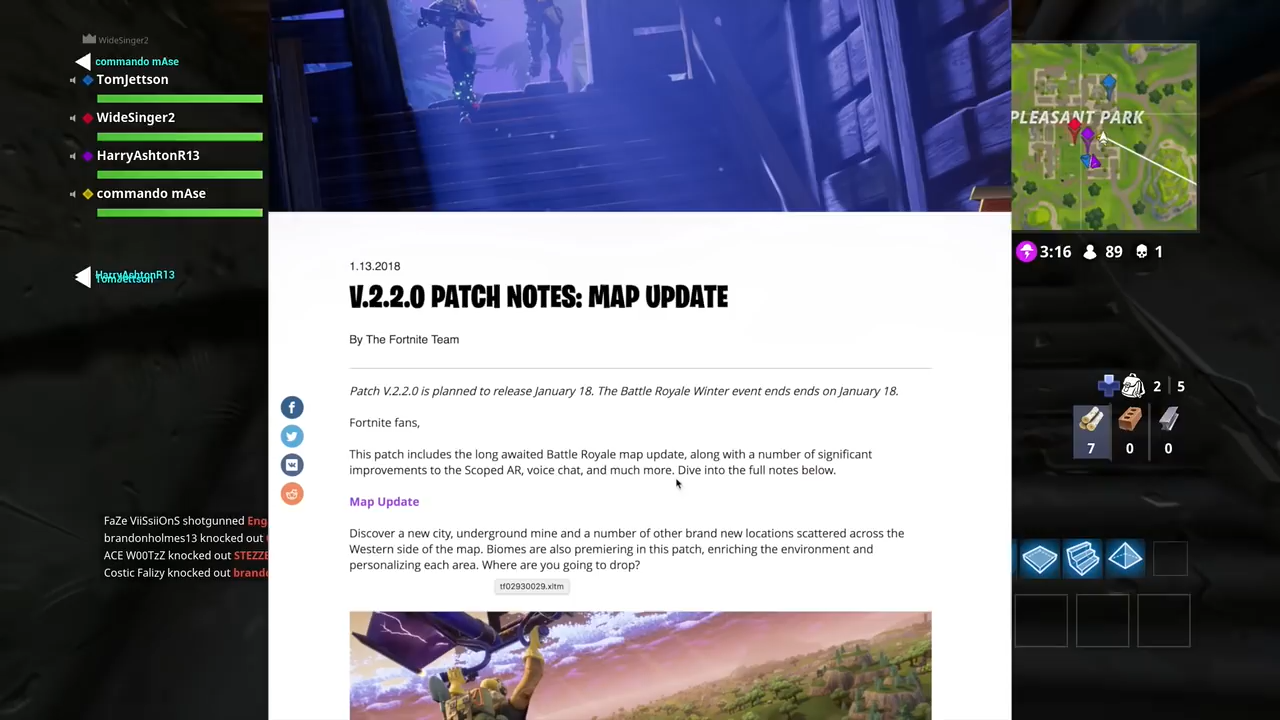 WideSinger2
commando mAse
TomJettson
WideSinger2
HarryAshtonR13
commando mAse
HarryAshtonR13
TomJettson
FaZe ViiSsiiOnS shotgunned Eng
brandonholmes13 knocked out
ACE W00TzZ knocked out STEZZE
Costic Falizy knocked out brand
1.13.2018
V.2.2.0 PATCH NOTES: MAP UPDATE
By The Fortnite Team
Patch V.2.2.0 is planned to release January 18. The Battle Royale Winter event ends ends on January 18.
Fortnite fans,
This patch includes the long awaited Battle Royale map update, along with a number of significant
improvements to the Scoped AR, voice chat, and much more. Dive into the full notes below.
Map Update
Discover a new city, underground mine and a number of other brand new locations scattered across the
Western side of the map. Biomes are also premiering in this patch, enriching the environment and
personalizing each area. Where are you going to drop?
tf02930029.xltm
PLEASANT PARK
3:16 89 1
2 | 5
7 0 0